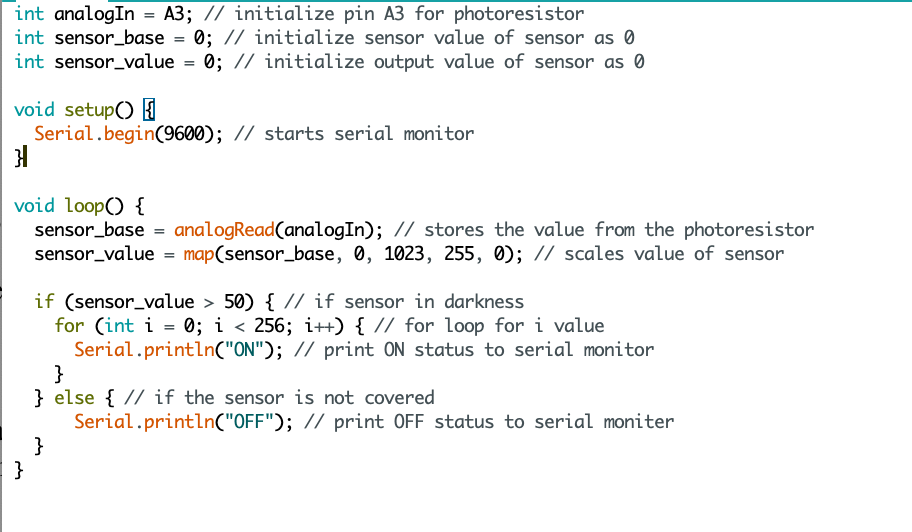 int analogIn = A3; // initialize pin A3 for photoresistor
int sensor_base = 0; // initialize sensor value of sensor as 0
int sensor_value = 0; // initialize output value of sensor as 0

void setup() {
  Serial.begin(9600); // starts serial monitor
}

void loop() {
  sensor_base = analogRead(analogIn); // stores the value from the photoresistor
  sensor_value = map(sensor_base, 0, 1023, 255, 0); // scales value of sensor

  if (sensor_value > 50) { // if sensor in darkness
    for (int i = 0; i < 256; i++) { // for loop for i value
      Serial.println("ON"); // print ON status to serial monitor
    }
  } else { // if the sensor is not covered
      Serial.println("OFF"); // print OFF status to serial moniter
  }
}